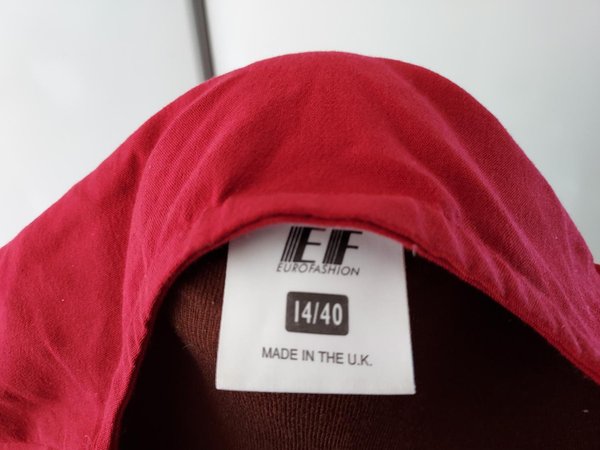 EF
EUROFASHION
14/40
MADE IN THE U.K.